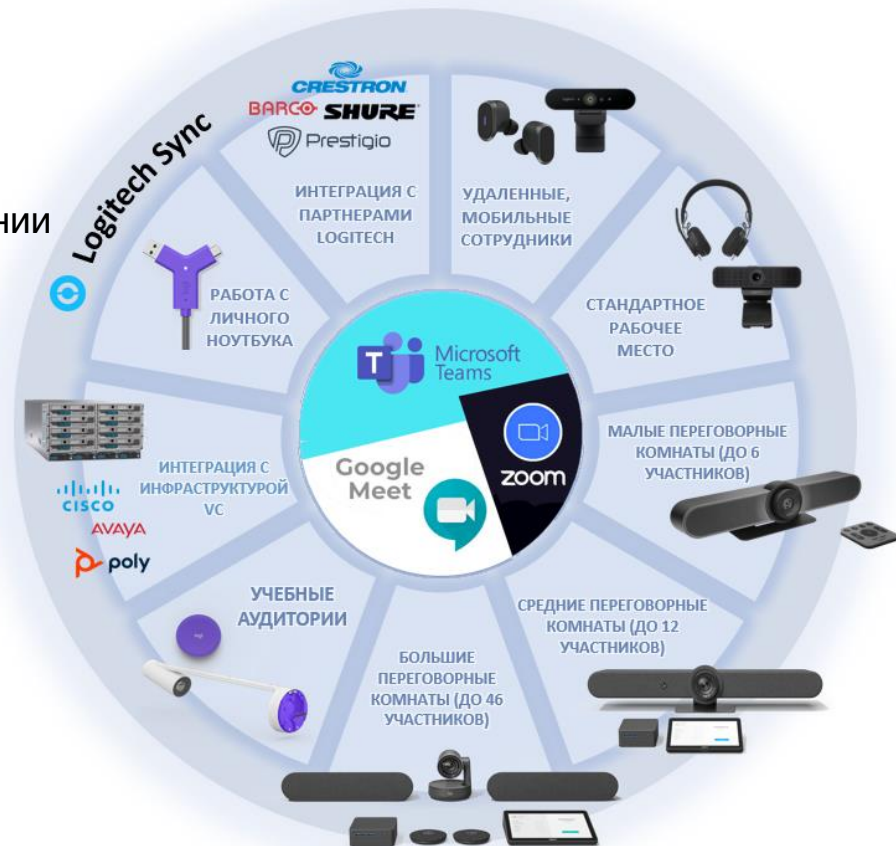 нии
Logitech Sync
CRESTRON
BARCO SHURE
Prestigio
ИНТЕГРАЦИЯ С
ПАРТНЕРАМИ
LOGITECH
УДАЛЕННЫЕ,
МОБИЛЬНЫЕ
СОТРУДНИКИ
СТАНДАРТНОЕ
РАБОЧЕЕ
МЕСТО
МАЛЫЕ ПЕРЕГОВОРНЫЕ
КОМНАТЫ (ДО 6
УЧАСТНИКОВ)
СРЕДНИЕ ПЕРЕГОВОРНЫЕ
КОМНАТЫ (ДО 12
УЧАСТНИКОВ)
БОЛЬШИЕ
ПЕРЕГОВОРНЫЕ
КОМНАТЫ (ДО 46
УЧАСТНИКОВ)
УЧЕБНЫЕ
АУДИТОРИИ
ИНТЕГРАЦИЯ С
ИНФРАСТРУКТУРОЙ
VC
CISCO
AVAYA
poly
РАБОТА С
ЛИЧНОГО
НОУТБУКА
T
Microsoft
Teams
Google
Meet
zoom